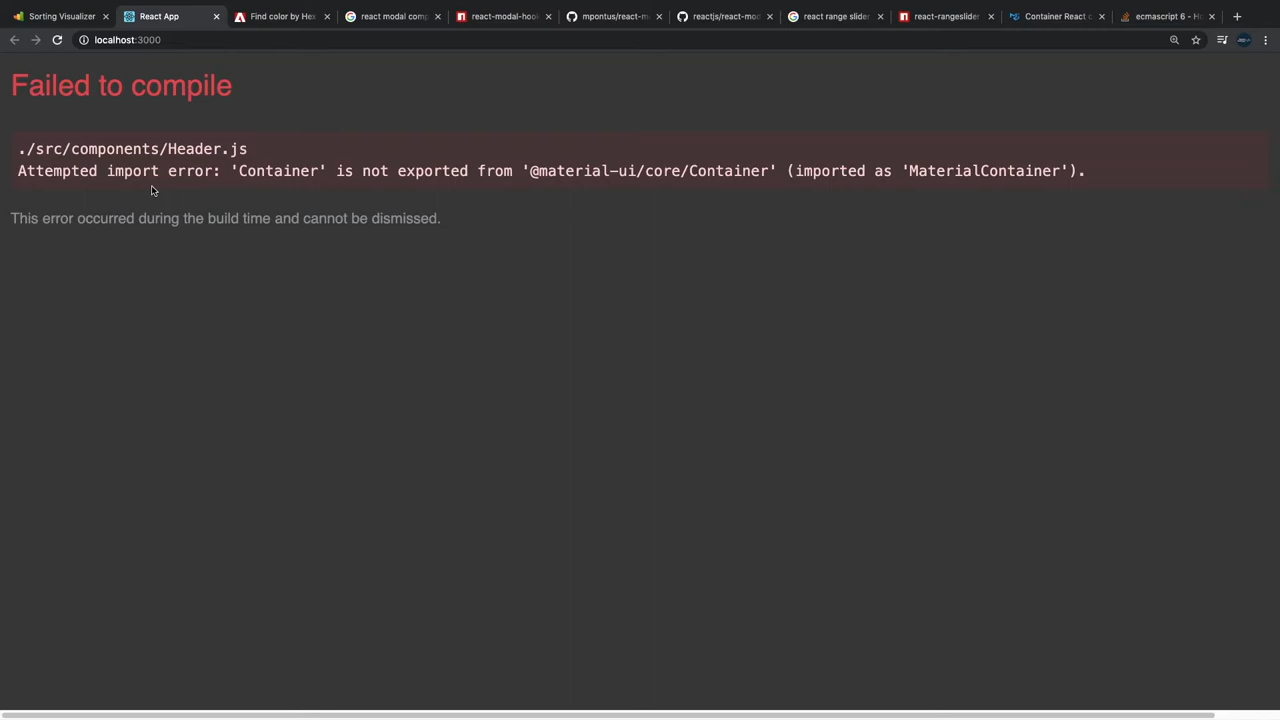 Sorting Visualizer
React App
Find color by Hex
react modal comp
react-modal-hook
mpontus/react-m
reactjs/react-mod
react range slider
react-rangeslider
Container React c
ecmascript 6 - Ho
localhost:3000
Failed to compile
./src/components/Header.js
Attempted import error: 'Container' is not exported from '@material-ui/core/Container' (imported as 'MaterialContainer').
This error occurred during the build time and cannot be dismissed.